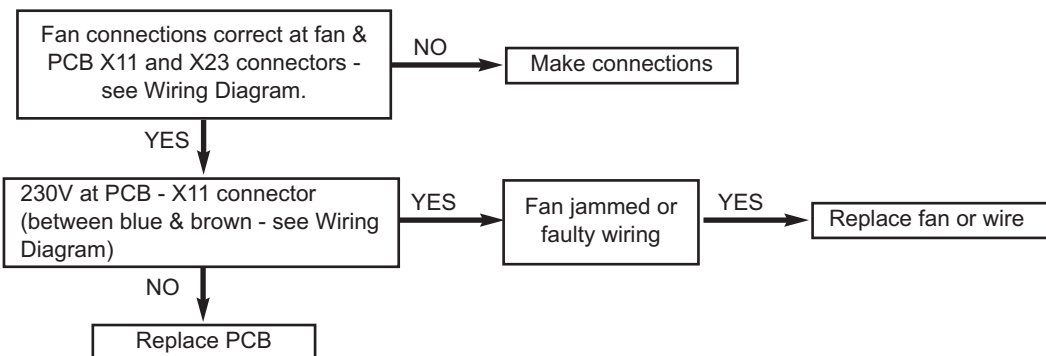 Fan connections correct at fan &
PCB X11 and X23 connectors -
see Wiring Diagram.
NO
Make connections
YES
230V at PCB - X11 connector
(between blue & brown - see Wiring
Diagram)
YES
Fan jammed or
faulty wiring
YES
Replace fan or wire
NO
Replace PCB